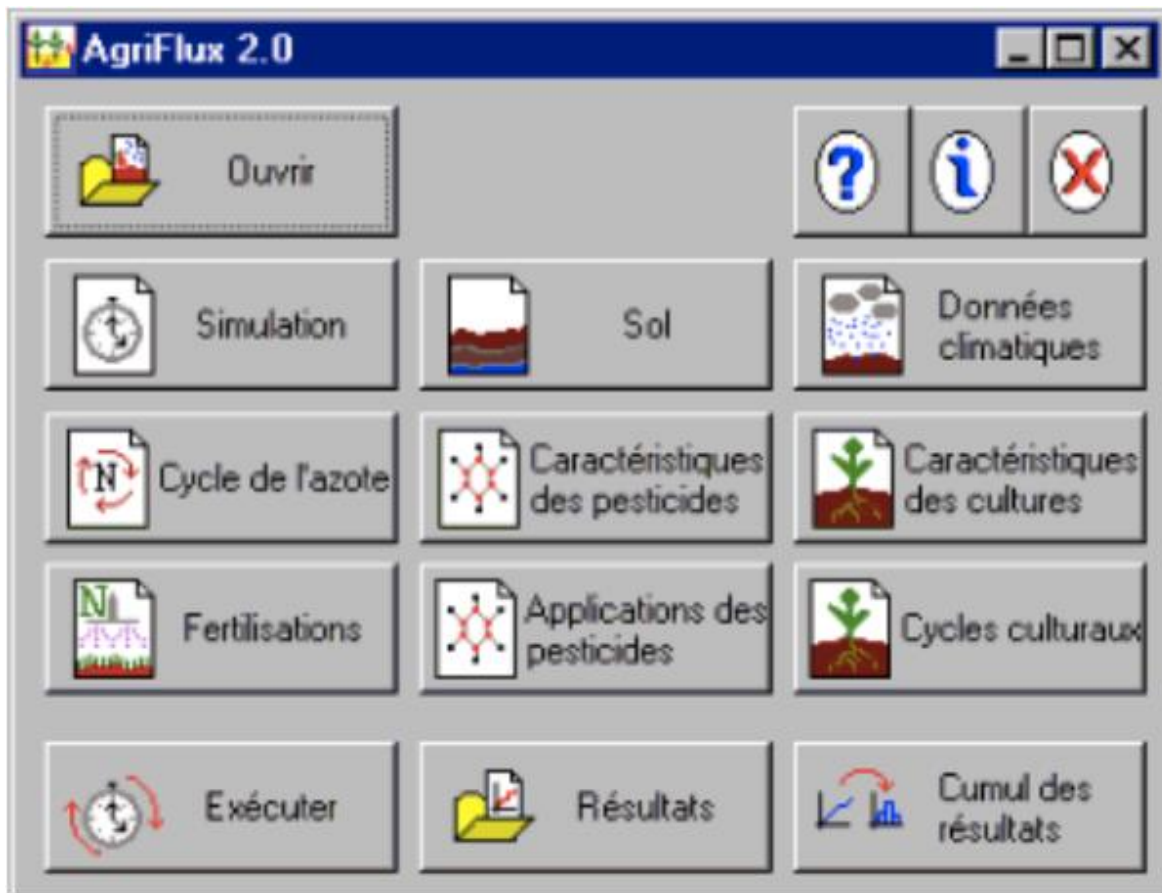 AgriFlux 2.0
Ouvrir
Simulation
Sol
Données
climatiques
Cycle de l'azote
Caractéristiques
des pesticides
Caractéristiques
des cultures
Fertilisations
Applications des
pesticides
Cycles culturaux
Exécuter
Résultats
Cumul des
résultats